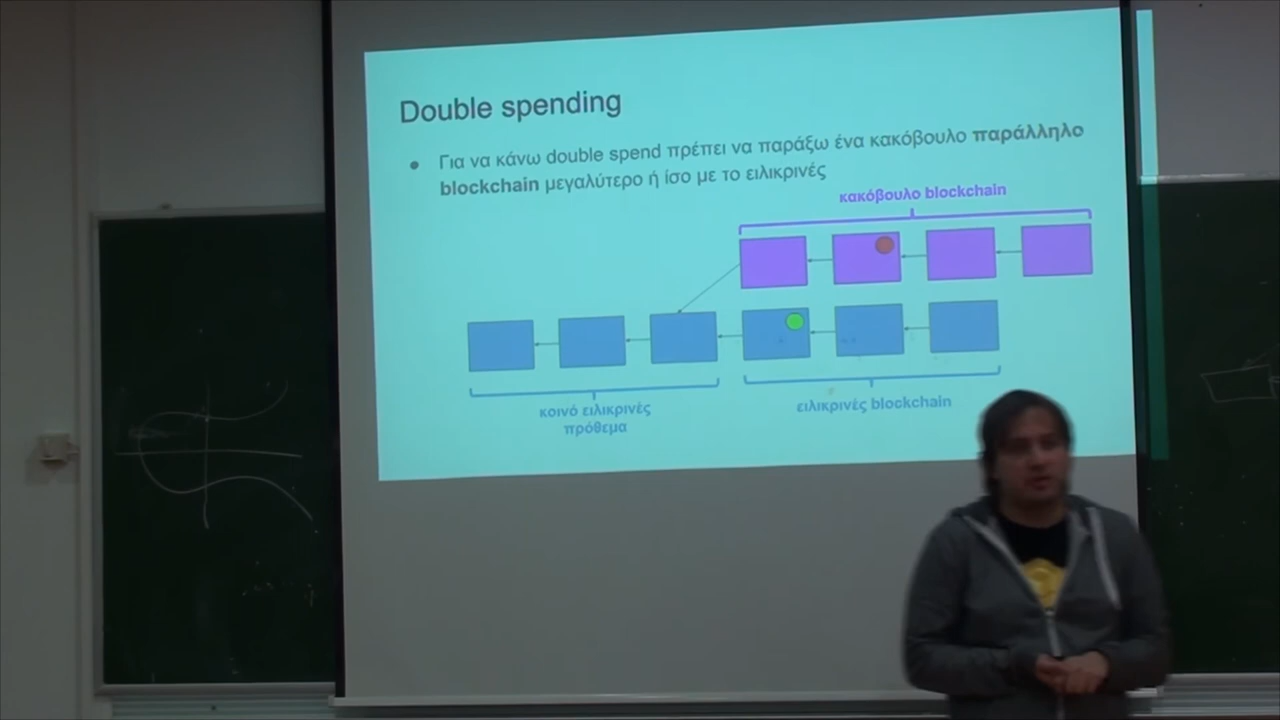 Double spending
● Για να κάνω double spend πρέπει να παράξω ένα κακόβουλο παράλληλο
blockchain μεγαλύτερο ή ίσο με το ειλικρινές
κακόβουλο blockchain
κοινό ειλικρινές
πρόθεμα
ειλικρινές blockchain